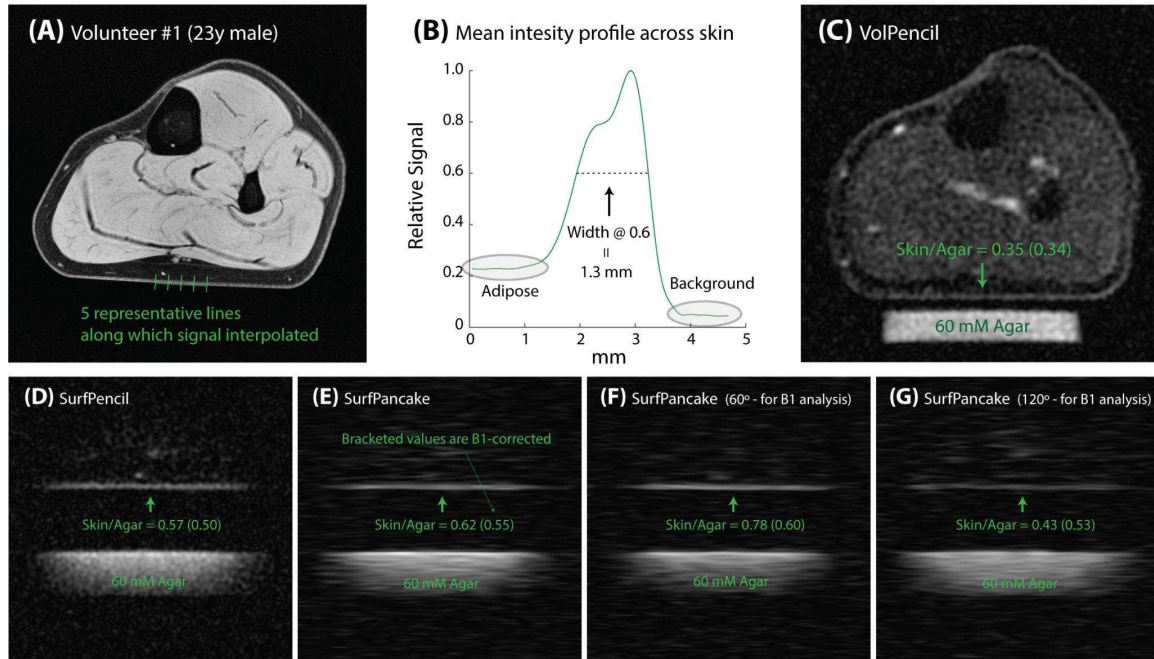 (A) Volunteer #1 (23y male)
5 representative lines
along which signal interpolated
(B) Mean intesity profile across skin
Relative Signal
1.0
0.8
0.6
0.4
0.2
0
Width @ 0.6
=
1.3 mm
Adipose
Background
0 1 2 3 4 5
mm
(C) VolPencil
Skin/Agar = 0.35 (0.34)
60 mM Agar
(D) SurfPencil
Skin/Agar = 0.57 (0.50)
60 mM Agar
(E) SurfPancake
Bracketed values are B1-corrected
Skin/Agar = 0.62 (0.55)
60 mM Agar
(F) SurfPancake (60º - for B1 analysis)
Skin/Agar = 0.78 (0.60)
60 mM Agar
(G) SurfPancake (120º - for B1 analysis)
Skin/Agar = 0.43 (0.53)
60 mM Agar